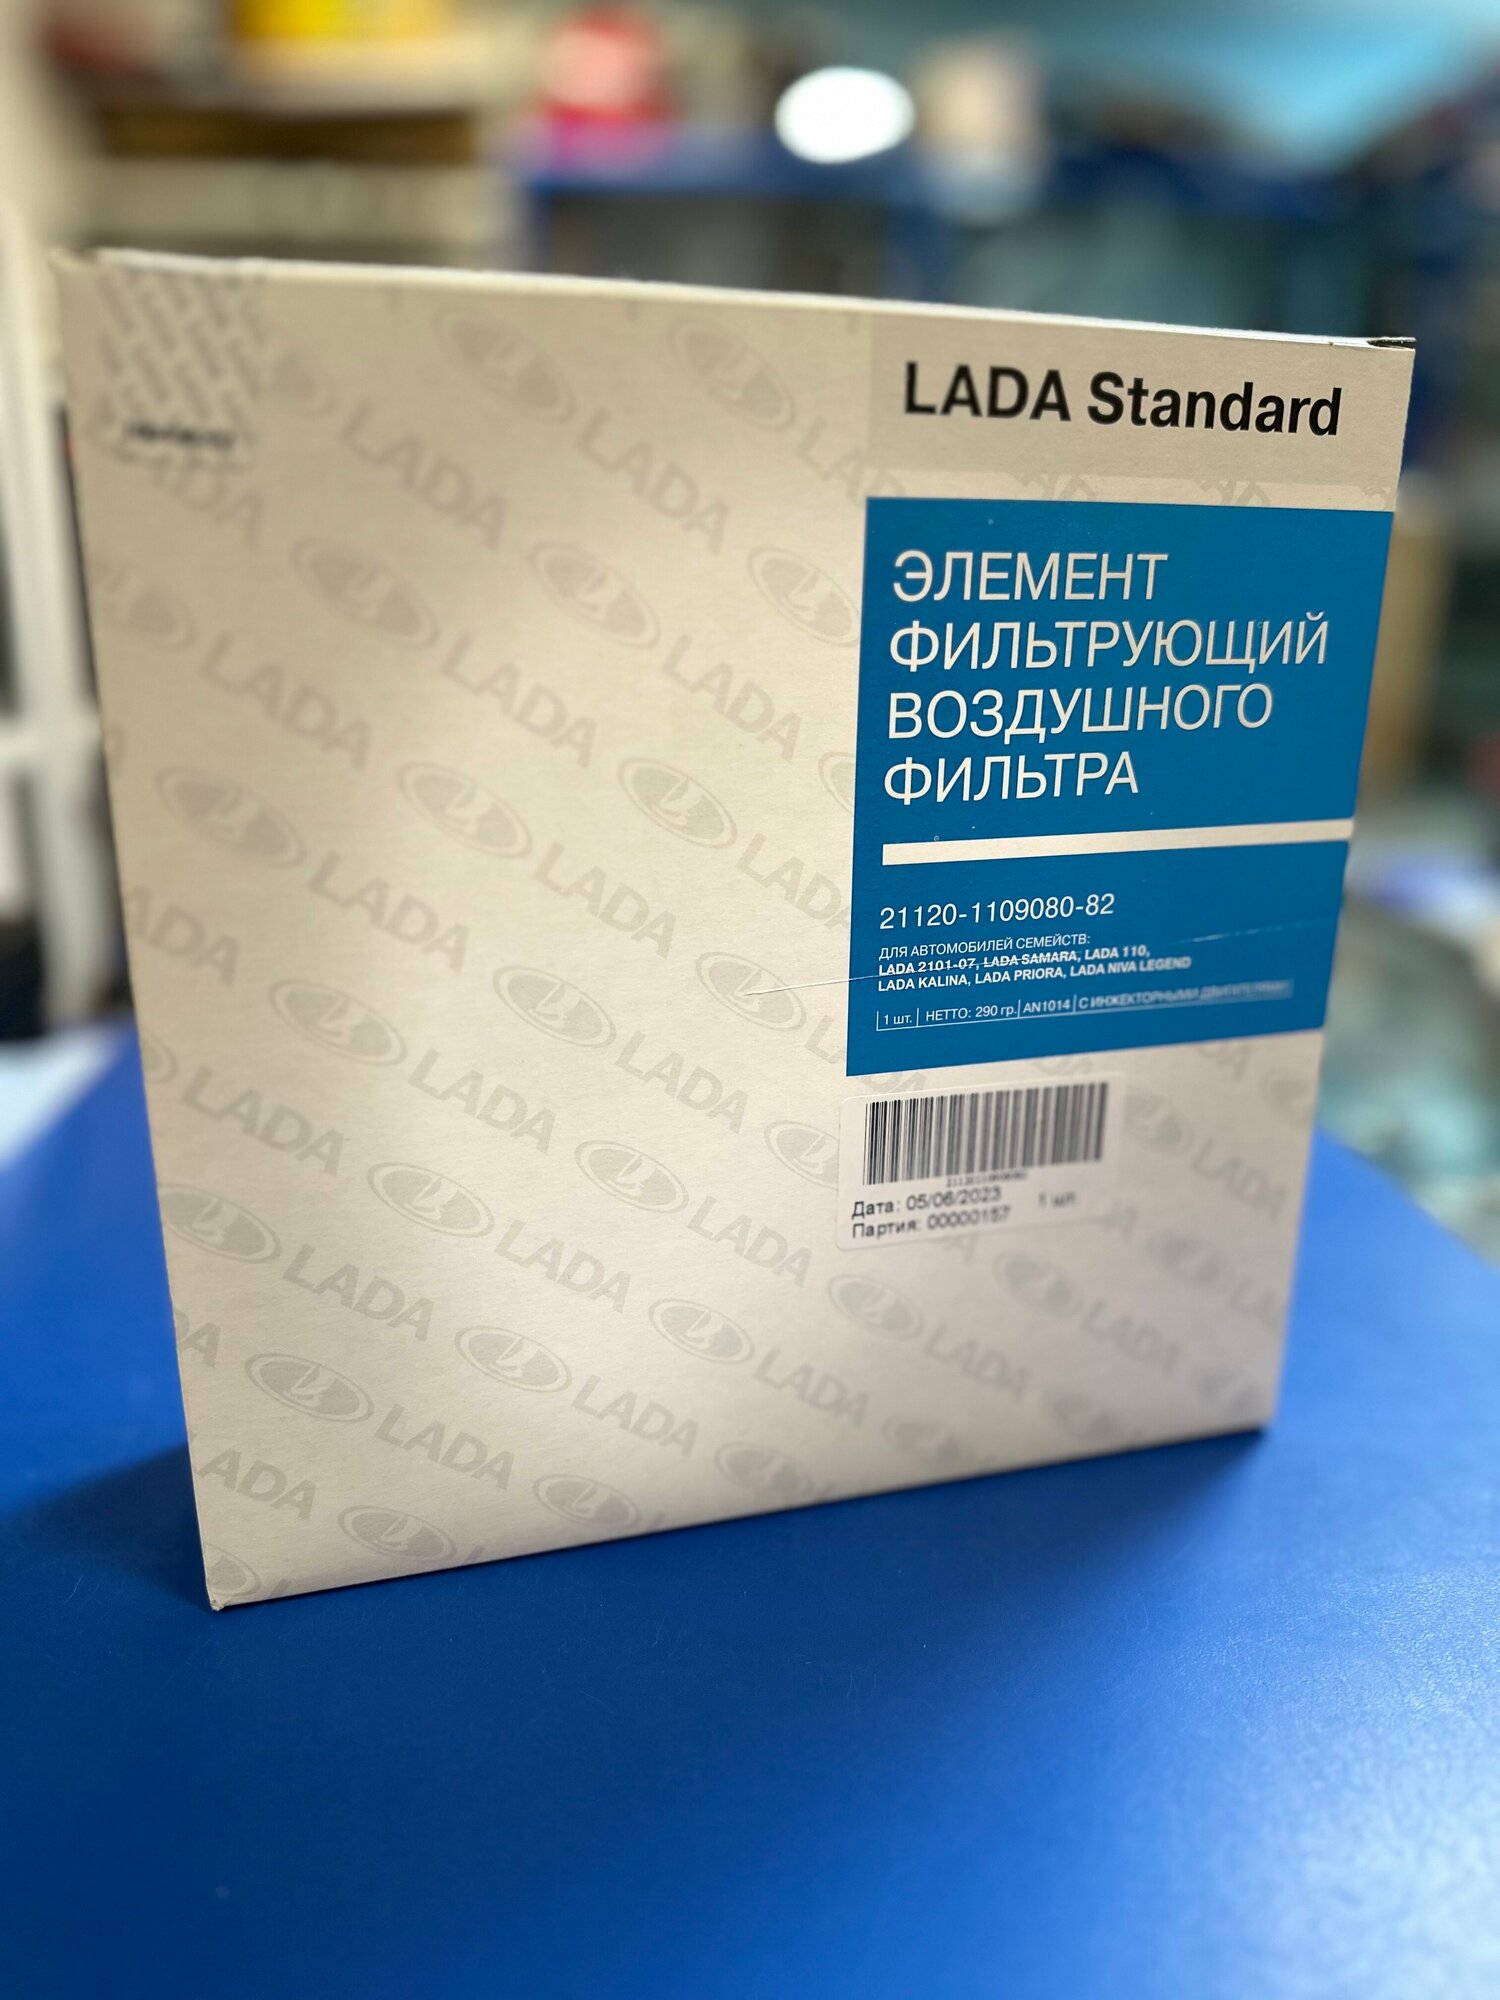 LADA Standard
ЭЛЕМЕНТ
ФИЛЬТРУЮЩИЙ
ВОЗДУШНОГО
ФИЛЬТРА
21120-1109080-82
ДЛЯ АВТОМОБИЛЕЙ СЕМЕЙСТВ:
LADA 2101-07, LADA SAMARA, LADA 110,
LADA KALINA, LADA PRIORA, LADA NIVA LEGEND
1 шт. | НЕТТО: 290 гр. | AN1014 | С ИНЖЕКТОРНЫМИ ДВИГАТЕЛЯМИ
Дата: 05/06/2023 1 шт.
Партия: 00000157